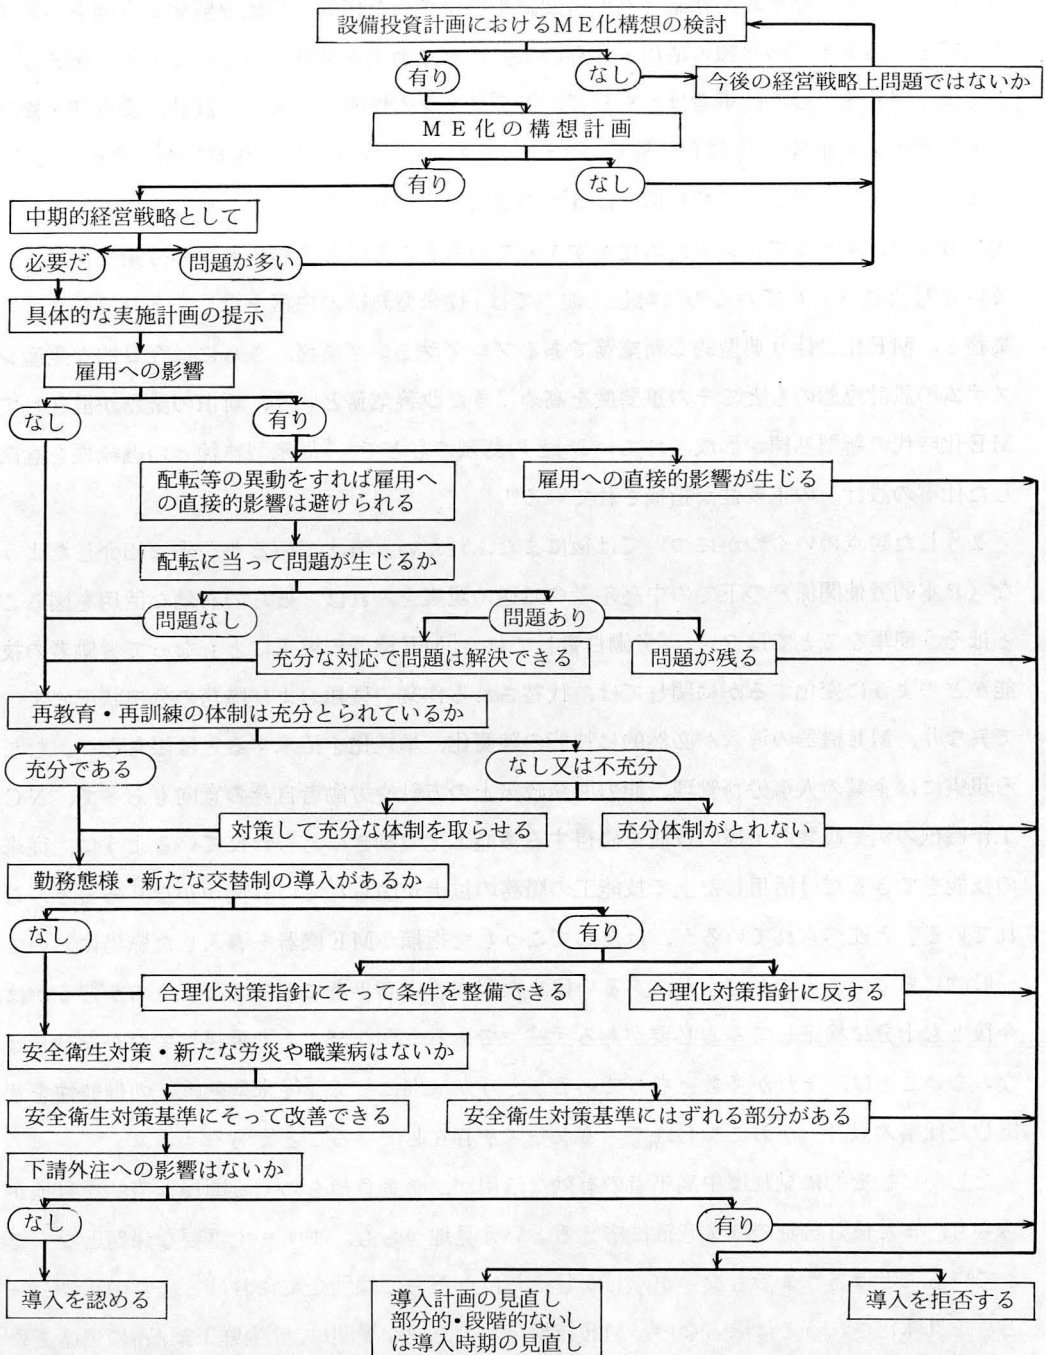 設備投資計画におけるＭＥ化構想の検討
有り
なし
今後の経営戦略上問題ではないか
ＭＥ化の構想計画
有り
なし
中期的経営戦略として
必要だ
問題が多い
具体的な実施計画の提示
雇用への影響
なし
有り
配転等の異動をすれば雇用へ
の直接的影響は避けられる
雇用への直接的影響が生じる
配転に当って問題が生じるか
問題なし
問題あり
充分な対応で問題は解決できる
問題が残る
再教育・再訓練の体制は充分とられているか
充分である
なし又は不充分
対策して充分な体制を取らせる
充分体制がとれない
勤務態様・新たな交替制の導入があるか
なし
有り
合理化対策指針にそって条件を整備できる
合理化対策指針に反する
安全衛生対策・新たな労災や職業病はないか
安全衛生対策基準にそって改善できる
安全衛生対策基準にはずれる部分がある
下請外注への影響はないか
なし
有り
導入を認める
導入計画の見直し
部分的・段階的ないし
は導入時期の見直し
導入を拒否する